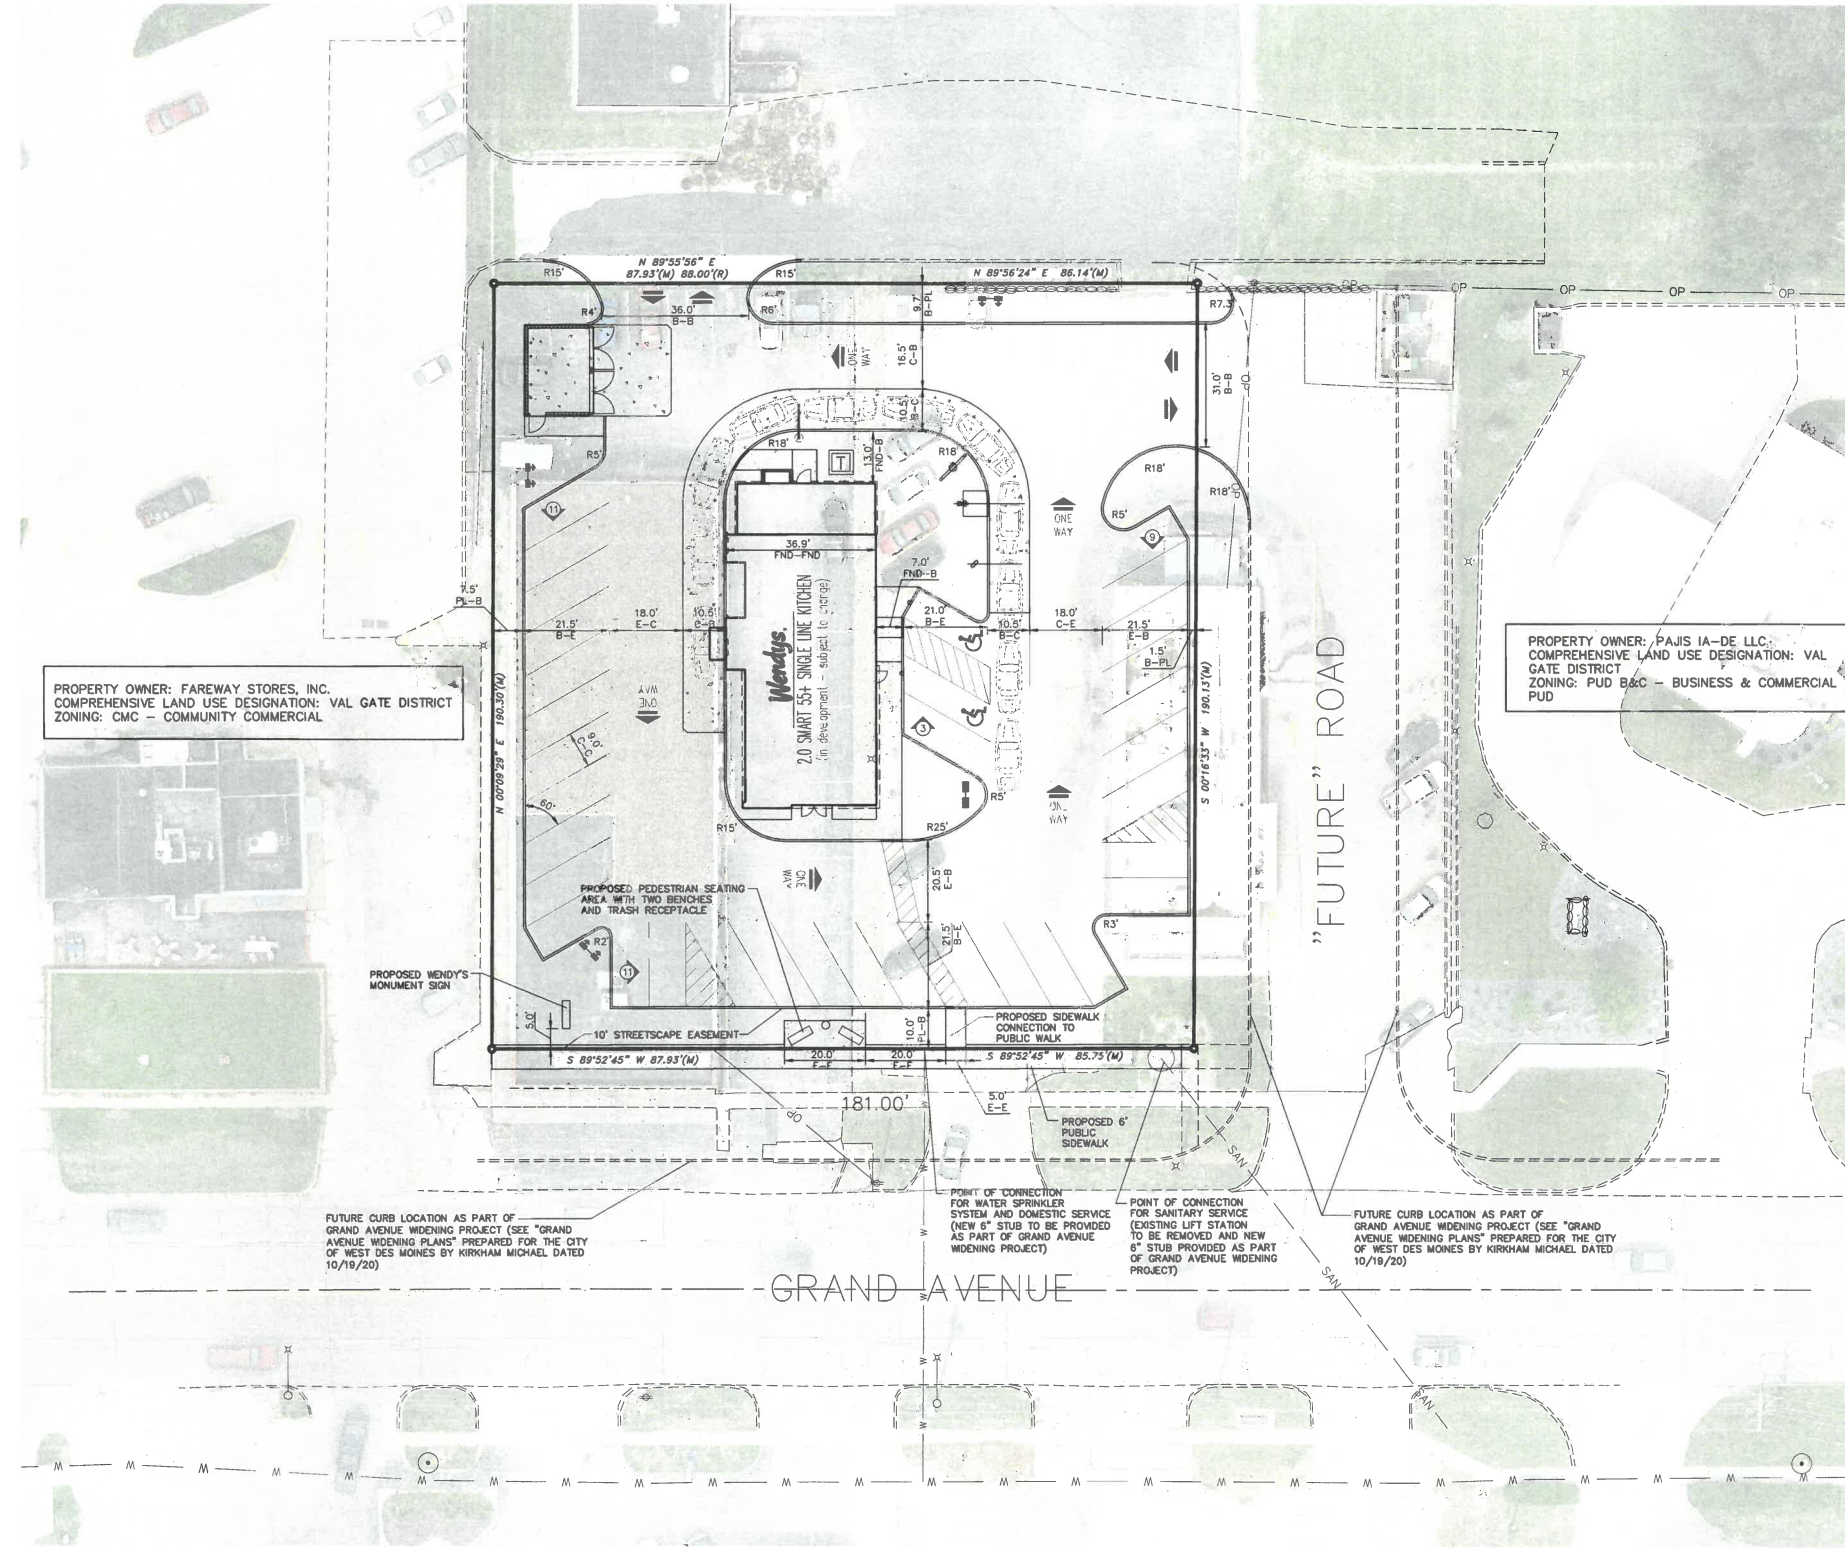 N 89°55'56" E
87.93'(M) 88.00'(R)
N 89°56'24" E 86.14'(M)
R15'
R15'
R4'
36.0'
B-B
R6'
9.7'
B-PL
R7.3'
OP
OP
OP
OP
OP
ONE
WAY
16.5'
C-B
31.0'
B-B
OP
10.5'
B-C
R18'
T
13.0'
FND-B
R18'
R18'
R18'
OP
R5'
R5'
11
ONE
WAY
9
36.9'
FND-FND
7.0'
FND-B
7.5'
PL-B
21.5'
B-E
18.0'
E-C
10.5'
C-B
21.0'
B-E
10.5'
B-C
18.0'
C-E
21.5'
E-B
1.5'
B-PL
Wendy's.
2.0 SMART 55+ SINGLE LINE KITCHEN
(in development - subject to change)
PROPERTY OWNER: FAREWAY STORES, INC.
COMPREHENSIVE LAND USE DESIGNATION: VAL GATE DISTRICT
ZONING: CMC - COMMUNITY COMMERCIAL
PROPERTY OWNER: PAJIS IA-DE LLC
COMPREHENSIVE LAND USE DESIGNATION: VAL
GATE DISTRICT
ZONING: PUD B&C - BUSINESS & COMMERCIAL
PUD
N 00°09'29" E 190.30'(M)
S 00°16'33" W 190.13'(M)
"FUTURE" ROAD
ONE
WAY
9.0'
C-C
3
60°
R5'
R15'
R25'
WAY
ONE
WAY
20.5'
E-B
PROPOSED PEDESTRIAN SEATING
AREA WITH TWO BENCHES
AND TRASH RECEPTACLE
R2'
21.5'
B-E
R3'
11
PROPOSED WENDY'S
MONUMENT SIGN
5.0'
10' STREETSCAPE EASEMENT
10.0'
PL-B
PROPOSED SIDEWALK
CONNECTION TO
PUBLIC WALK
S 89°52'45" W 87.93'(M)
20.0'
20.0'
S 89°52'45" W 85.75'(M)
181.00'
OP
5.0'
E-E
PROPOSED 6'
PUBLIC
SIDEWALK
SAN
FUTURE CURB LOCATION AS PART OF
GRAND AVENUE WIDENING PROJECT (SEE "GRAND
AVENUE WIDENING PLANS" PREPARED FOR THE CITY
OF WEST DES MOINES BY KIRKHAM MICHAEL DATED
10/19/20)
POINT OF CONNECTION
FOR WATER SPRINKLER
SYSTEM AND DOMESTIC SERVICE
(NEW 6" STUB TO BE PROVIDED
AS PART OF GRAND AVENUE
WIDENING PROJECT)
POINT OF CONNECTION
FOR SANITARY SERVICE
(EXISTING LIFT STATION
TO BE REMOVED AND NEW
6" STUB PROVIDED AS PART
OF GRAND AVENUE WIDENING
PROJECT)
FUTURE CURB LOCATION AS PART OF
GRAND AVENUE WIDENING PROJECT (SEE "GRAND
AVENUE WIDENING PLANS" PREPARED FOR THE CITY
OF WEST DES MOINES BY KIRKHAM MICHAEL DATED
10/19/20)
SAN
GRAND AVENUE
SAN
W W W W W W W W W W W W W W W W W W W W W W W W W